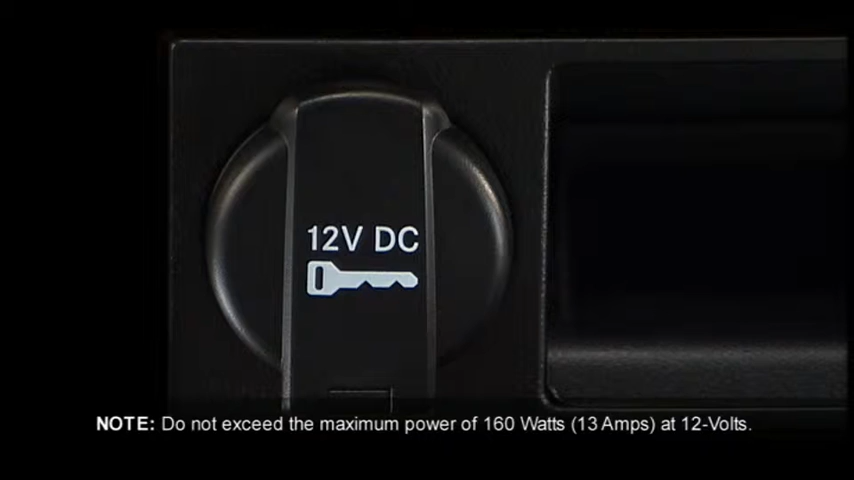 12V DC
NOTE: Do not exceed the maximum power of 160 Watts (13 Amps) at 12-Volts.